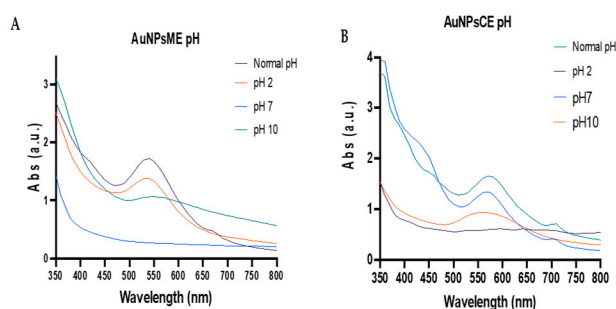 A
AuNPsME pH
Abs (a.u.)
3
2
1
0
350 400 450 500 550 600 650 700 750 800
Wavelength (nm)
Normal pH
pH 2
pH 7
pH 10
B
AuNPsCE pH
Abs (a.u.)
4
3
2
1
0
350 400 450 500 550 600 650 700 750 800
Wavelength (nm)
Normal pH
pH 2
pH7
pH10